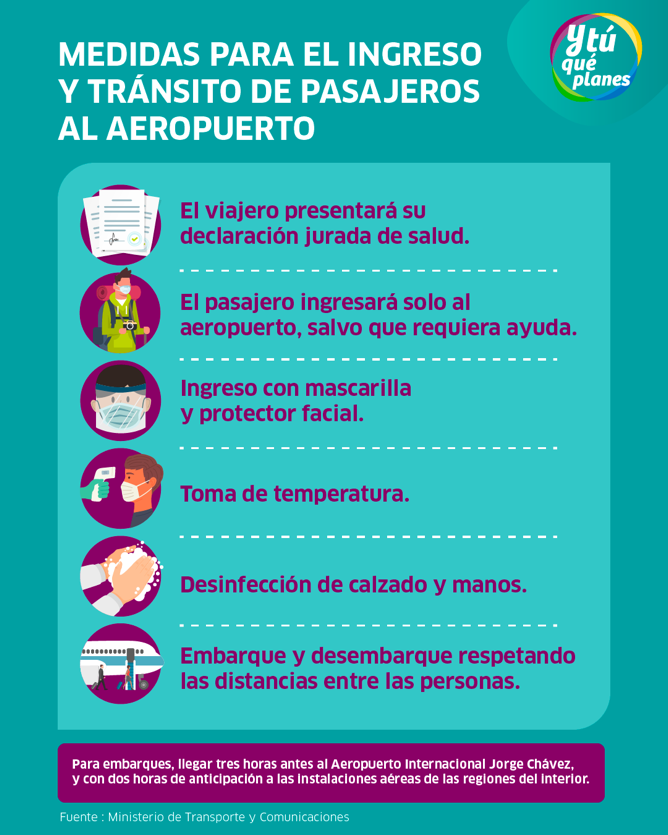 MEDIDAS PARA EL INGRESO
Y TRÁNSITO DE PASAJEROS
AL AEROPUERTO
Y tú
qué
planes
El viajero presentará su
declaración jurada de salud.
El pasajero ingresará solo al
aeropuerto, salvo que requiera ayuda.
Ingreso con mascarilla
y protector facial.
Toma de temperatura.
Desinfección de calzado y manos.
Embarque y desembarque respetando
las distancias entre las personas.
Para embarques, llegar tres horas antes al Aeropuerto Internacional Jorge Chávez,
y con dos horas de anticipación a las instalaciones aéreas de las regiones del interior.
Fuente : Ministerio de Transporte y Comunicaciones